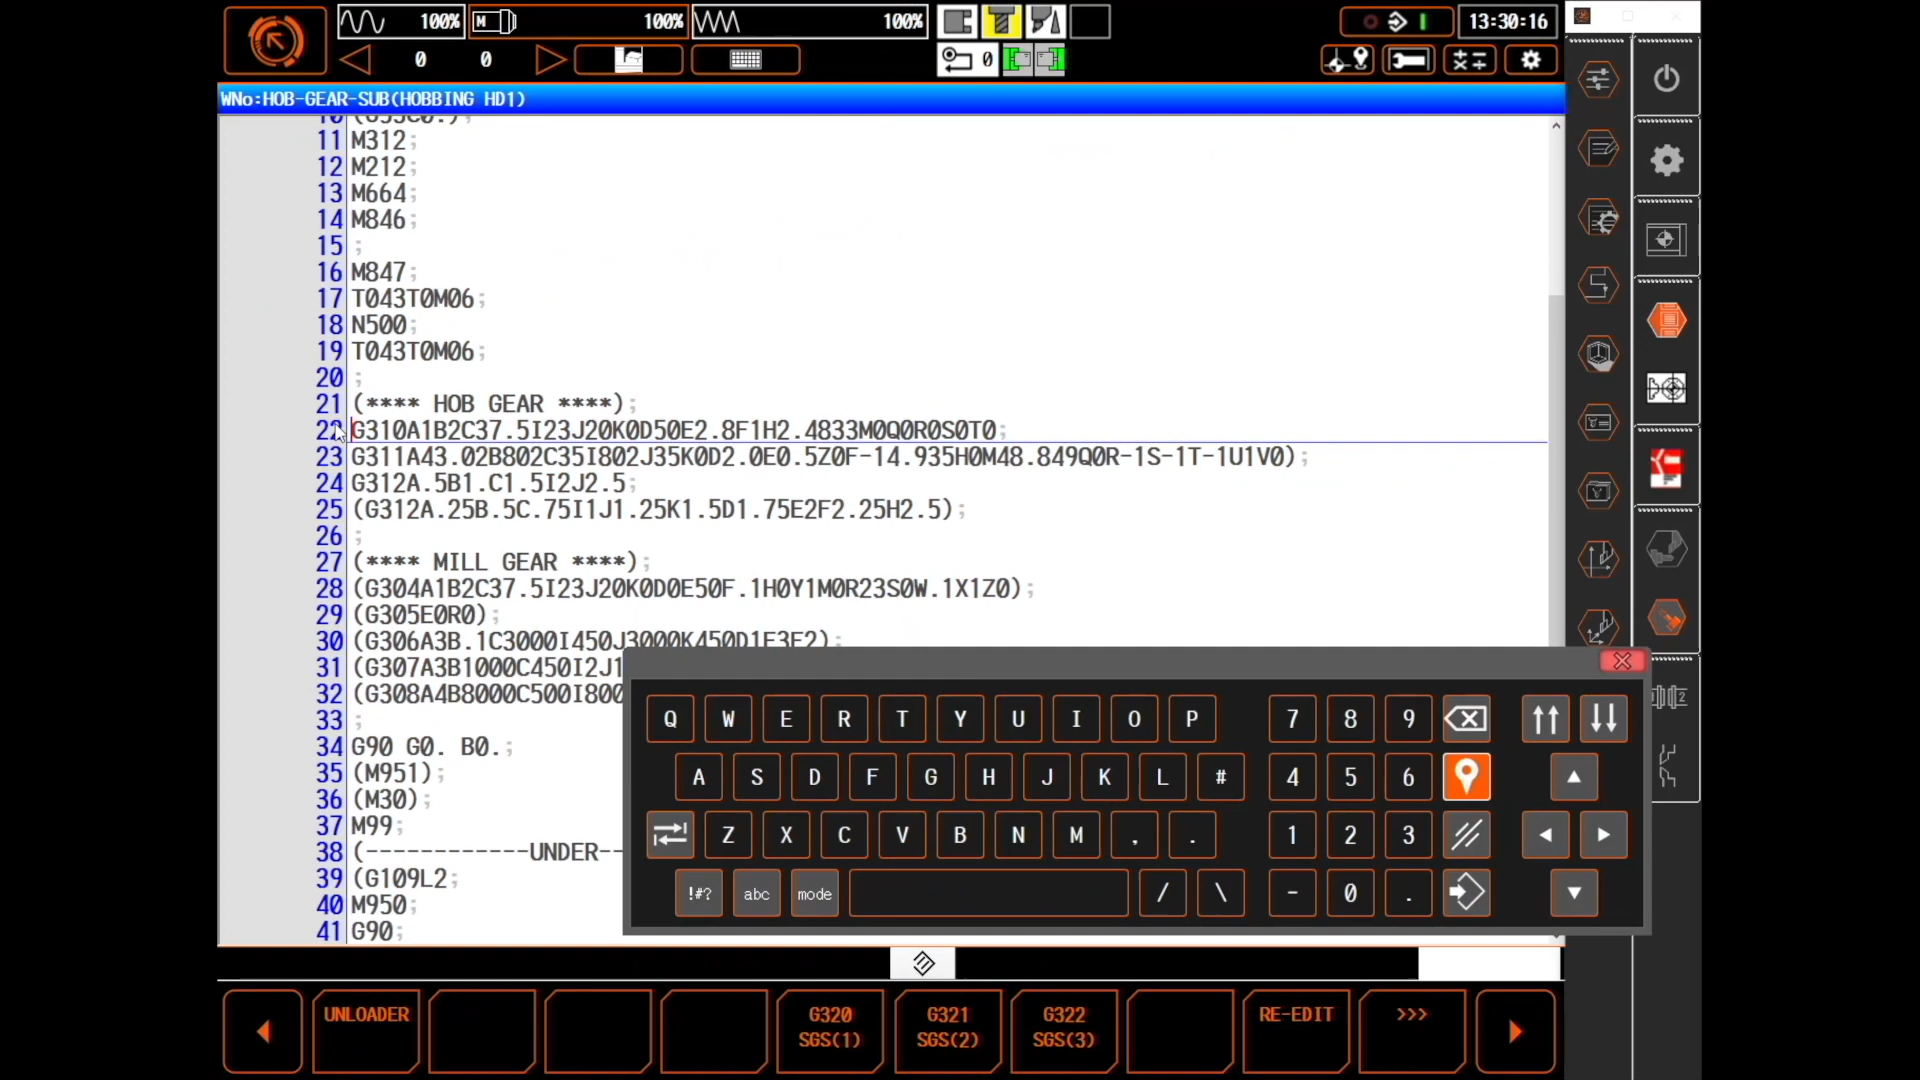 100%
M
100%
100%
13:30:16
0
0
0
WNo:HOB-GEAR-SUB(HOBBING HD1)
11 M312;
12 M212;
13 M664;
14 M846;
15 ;
16 M847;
17 T043T0M06;
18 N500;
19 T043T0M06;
20 ;
21 (**** HOB GEAR ****);
22 G310A1B2C37.5I23J20K0D50E2.8F1H2.4833M0Q0R0S0T0;
23 G311A43.02B802C35I802J35K0D2.0E0.5Z0F-14.935H0M48.849Q0R-1S-1T-1U1V0);
24 G312A.5B1.C1.5I2J2.5;
25 (G312A.25B.5C.75I1J1.25K1.5D1.75E2F2.25H2.5);
26 ;
27 (**** MILL GEAR ****);
28 (G304A1B2C37.5I23J20K0D0E50F.1H0Y1M0R23S0W.1X1Z0);
29 (G305E0R0);
30 (G306A3B.1C3000I450J3000K450D1E3F2);
31 (G307A3B1000C450I2J1
32 (G308A4B8000C500I800
33 ;
34 G90 G0. B0.;
35 (M951);
36 (M30);
37 M99;
38 (------------UNDER--
39 (G109L2;
40 M950;
41 G90;
Q W E R T Y U I O P 7 8 9
A S D F G H J K L # 4 5 6
Z X C V B N M , . 1 2 3
!#? abc mode / \ - 0 .
UNLOADER
G320
SGS(1)
G321
SGS(2)
G322
SGS(3)
RE-EDIT
>>>